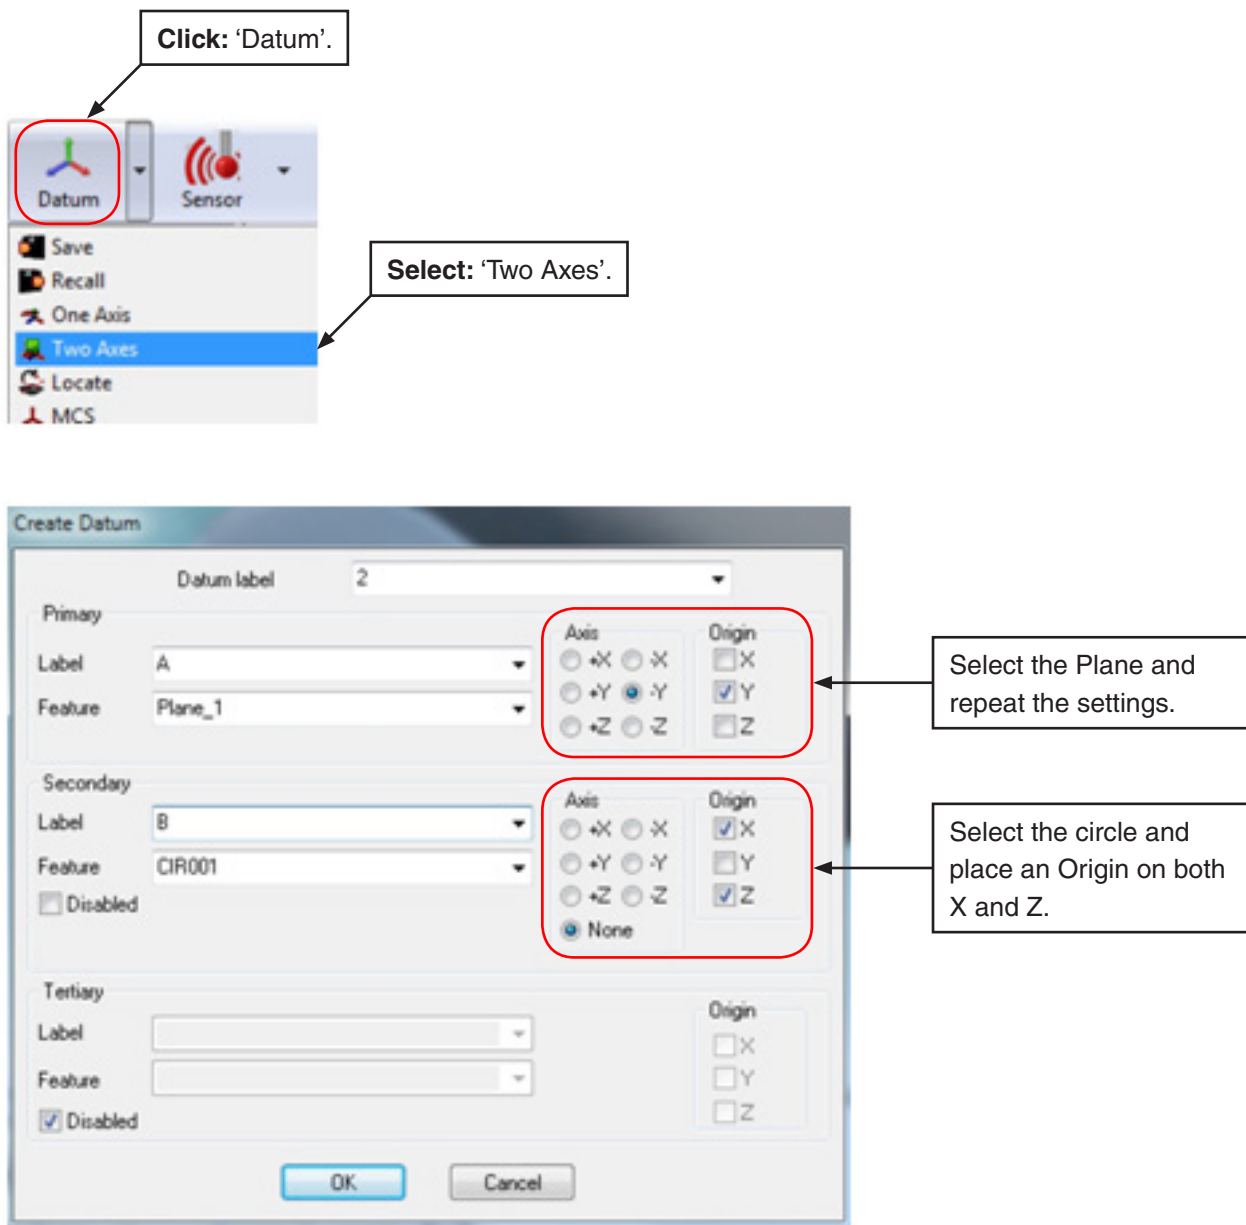 Click: ‘Datum’.
Datum
Sensor
Save
Recall
Select: ‘Two Axes’.
One Axis
Two Axes
Locate
MCS
Create Datum
Datum label 2
Primary
Axis Origin
Label A +X -X X
Feature Plane_1 +Y -Y Y
+Z -Z Z
Select the Plane and
repeat the settings.
Secondary
Axis Origin
Label B +X -X X
Feature CIR001 +Y -Y Y
Disabled +Z -Z Z
None
Select the circle and
place an Origin on both
X and Z.
Tertiary
Origin
Label X
Feature Y
Disabled Z
OK Cancel